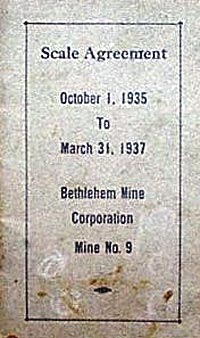 Scale Agreement
October 1, 1935
To
March 31, 1937
Bethlehem Mine
Corporation
Mine No. 9